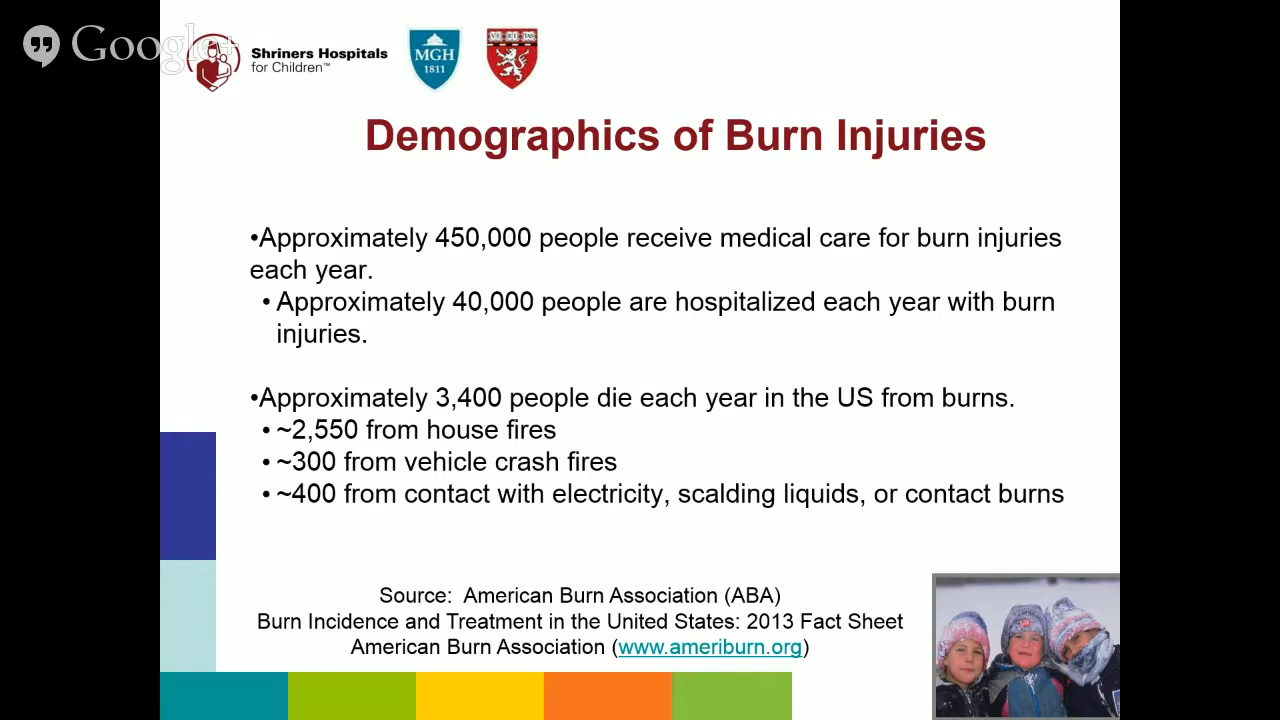 Google+
Shriners Hospitals
for Children™
MGH
1811
Demographics of Burn Injuries
•Approximately 450,000 people receive medical care for burn injuries
each year.
• Approximately 40,000 people are hospitalized each year with burn
injuries.
•Approximately 3,400 people die each year in the US from burns.
• ~2,550 from house fires
• ~300 from vehicle crash fires
• ~400 from contact with electricity, scalding liquids, or contact burns
Source: American Burn Association (ABA)
Burn Incidence and Treatment in the United States: 2013 Fact Sheet
American Burn Association (www.ameriburn.org)